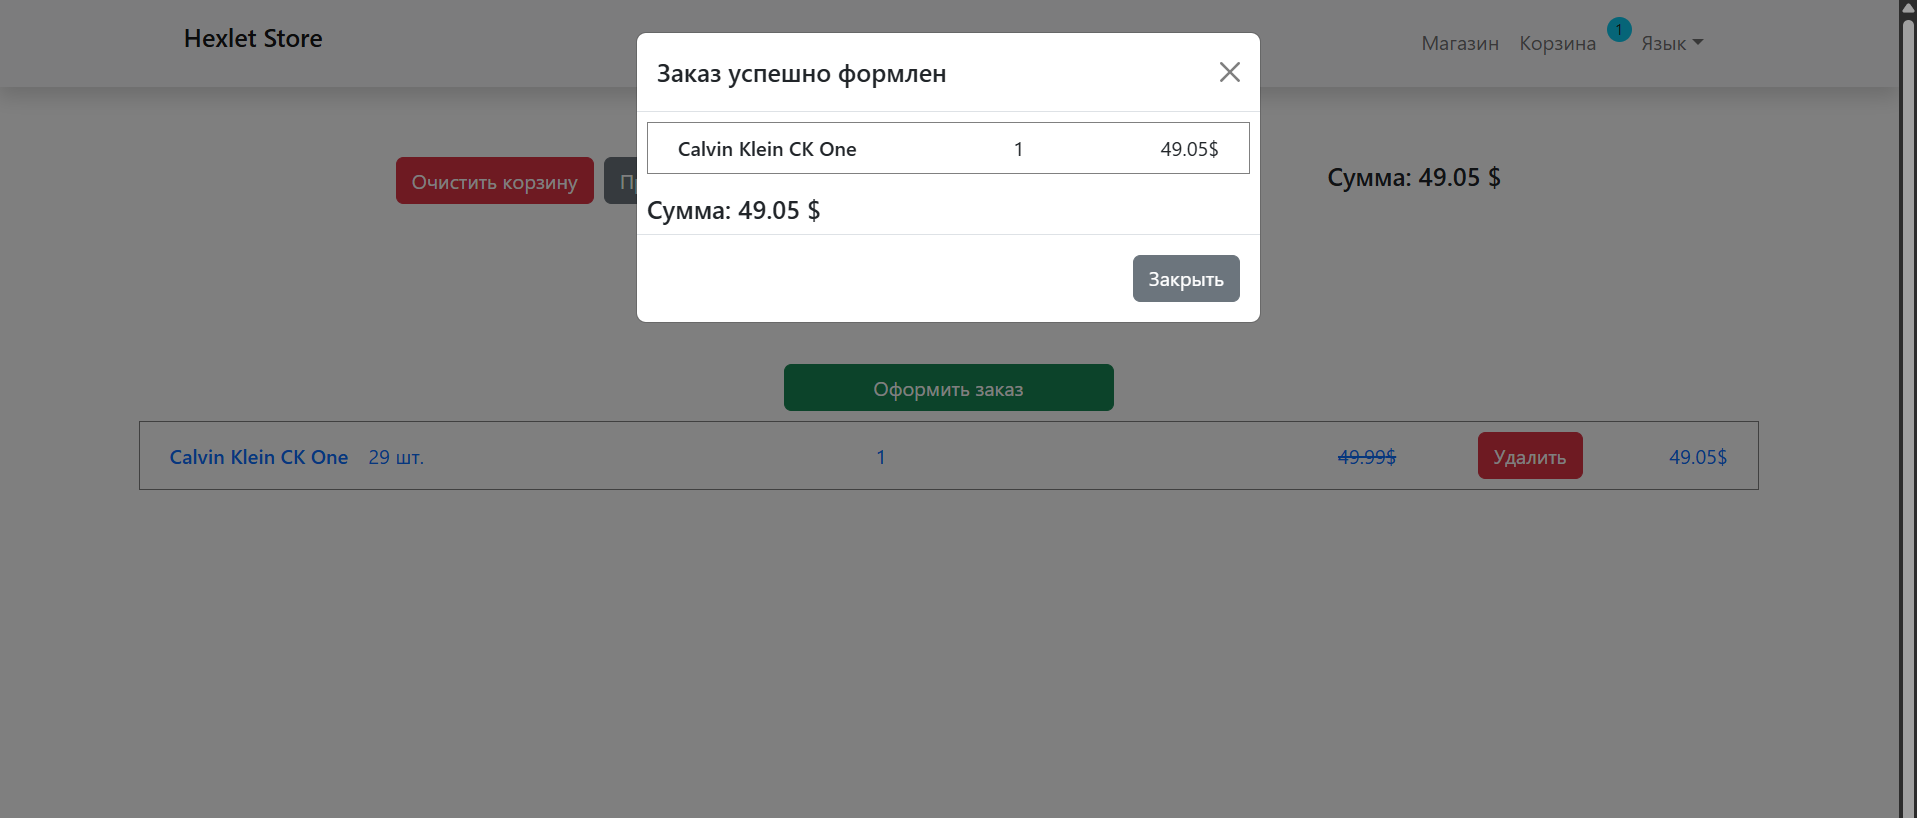 Hexlet Store
Магазин Корзина 1 Язык
Заказ успешно формлен
Calvin Klein CK One 1 49.05$
Сумма: 49.05 $
Закрыть
Очистить корзину
Сумма: 49.05 $
Оформить заказ
Calvin Klein CK One 29 шт. 1 49.99$ Удалить 49.05$